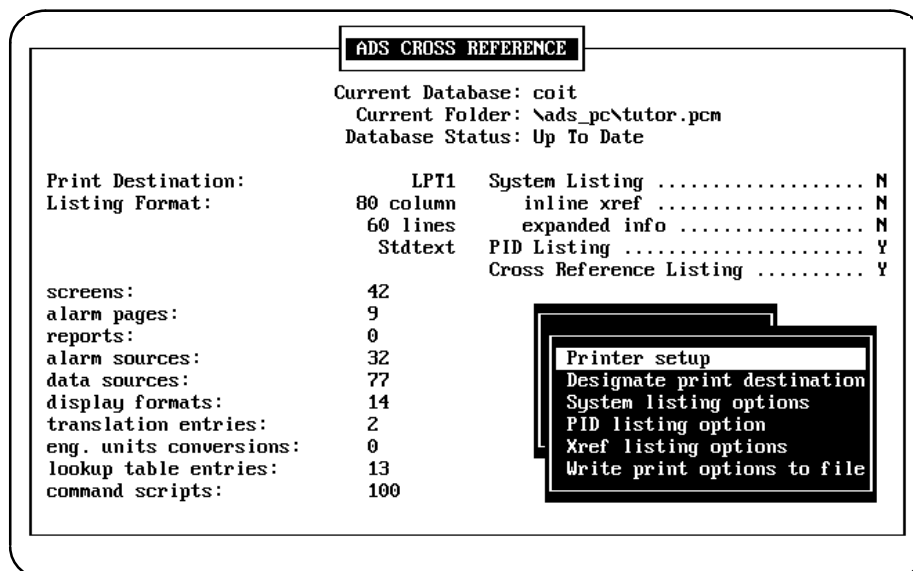 ADS CROSS REFERENCE
Current Database: coit
Current Folder: \ads_pc\tutor.pcm
Database Status: Up To Date
Print Destination: LPT1
Listing Format: 80 column
60 lines
Stdtext
System Listing ................... N
inline xref ................... N
expanded info ................. N
PID Listing ...................... Y
Cross Reference Listing .......... Y
screens: 42
alarm pages: 9
reports: 0
alarm sources: 32
data sources: 77
display formats: 14
translation entries: 2
eng. units conversions: 0
lookup table entries: 13
command scripts: 100
Printer setup
Designate print destination
System listing options
PID listing option
Xref listing options
Write print options to file